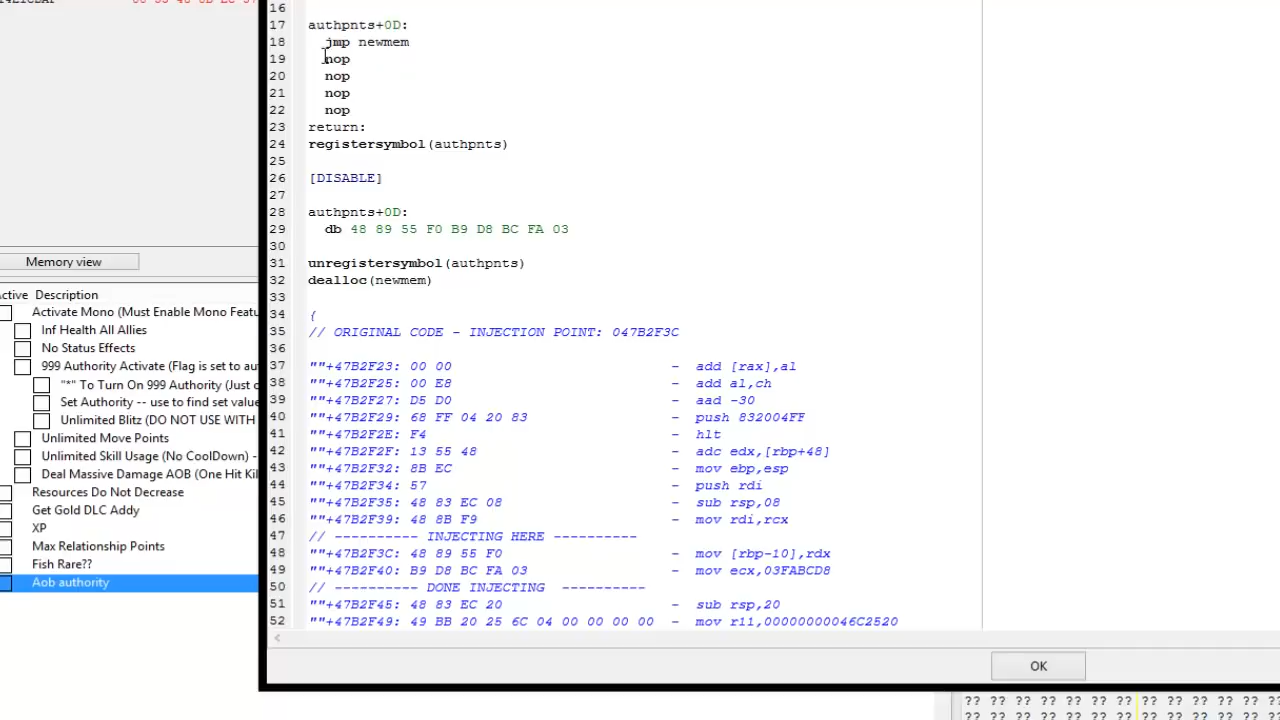 16
17 authpnts+0D:
18 jmp newmem
19 nop
20 nop
21 nop
22 nop
23 return:
24 registersymbol(authpnts)
25
26 [DISABLE]
27
28 authpnts+0D:
29 db 48 89 55 F0 B9 D8 BC FA 03
30
31 unregistersymbol(authpnts)
32 dealloc(newmem)
33
34 {
35 // ORIGINAL CODE - INJECTION POINT: 047B2F3C
36
37 ""+47B2F23: 00 00 - add [rax],al
38 ""+47B2F25: 00 E8 - add al,ch
39 ""+47B2F27: D5 D0 - aad -30
40 ""+47B2F29: 68 FF 04 20 83 - push 832004FF
41 ""+47B2F2E: F4 - hlt
42 ""+47B2F2F: 13 55 48 - adc edx,[rbp+48]
43 ""+47B2F32: 8B EC - mov ebp,esp
44 ""+47B2F34: 57 - push rdi
45 ""+47B2F35: 48 83 EC 08 - sub rsp,08
46 ""+47B2F39: 48 8B F9 - mov rdi,rcx
47 // ---------- INJECTING HERE ----------
48 ""+47B2F3C: 48 89 55 F0 - mov [rbp-10],rdx
49 ""+47B2F40: B9 D8 BC FA 03 - mov ecx,03FABCD8
50 // ---------- DONE INJECTING ----------
51 ""+47B2F45: 48 83 EC 20 - sub rsp,20
52 ""+47B2F49: 49 BB 20 25 6C 04 00 00 00 00 - mov r11,00000000046C2520
Memory view
Active Description
Activate Mono (Must Enable Mono Featu
Inf Health All Allies
No Status Effects
999 Authority Activate (Flag is set to au
"*" To Turn On 999 Authority (Just
Set Authority -- use to find set value
Unlimited Blitz (DO NOT USE WITH
Unlimited Move Points
Unlimited Skill Usage (No CoolDown) -
Deal Massive Damage AOB (One Hit Kil
Resources Do Not Decrease
Get Gold DLC Addy
XP
Max Relationship Points
Fish Rare??
Aob authority
OK
?? ?? ?? ?? ?? ?? ?? ?? ?? ?? ?? ?? ??